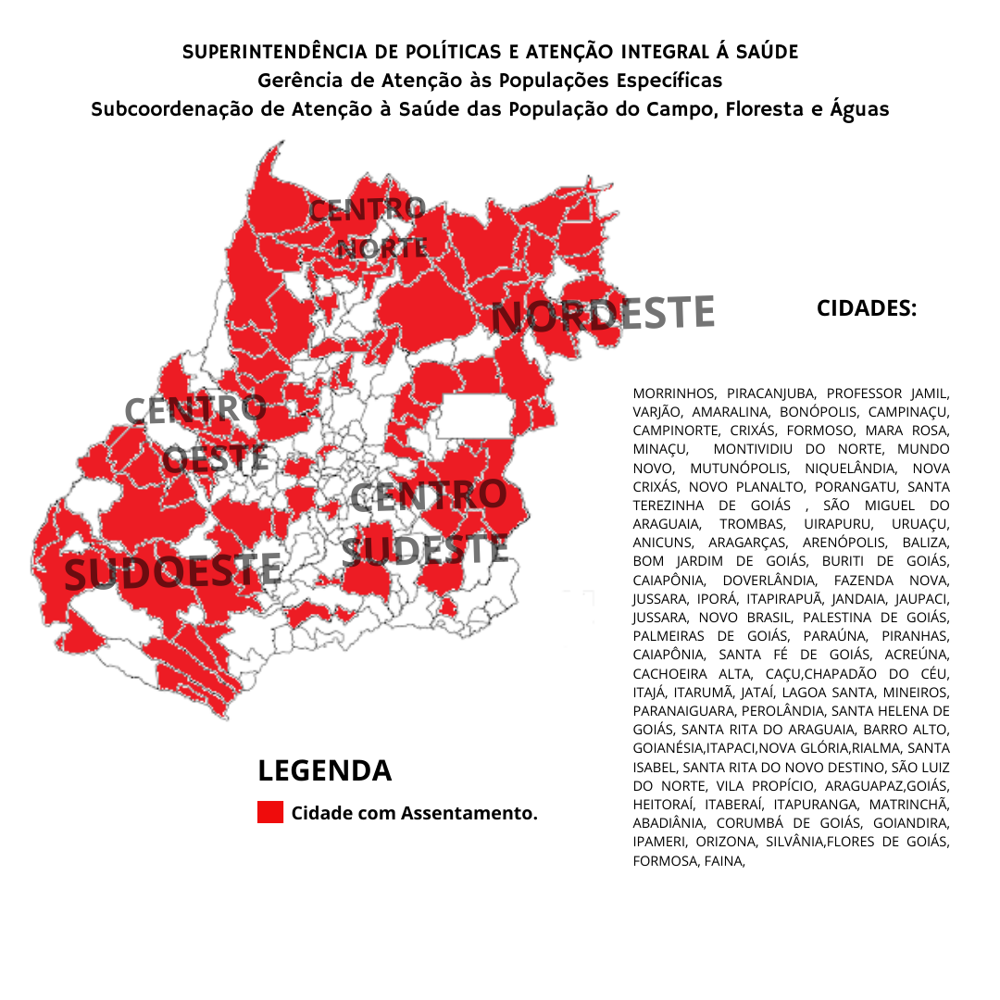 SUPERINTENDÊNCIA DE POLÍTICAS E ATENÇÃO INTEGRAL Á SAÚDE
Gerência de Atenção às Populações Específicas
Subcoordenação de Atenção à Saúde das População do Campo, Floresta e Águas
CENTRO
NORTE
NORDESTE
CENTRO
OESTE
CENTRO
SUDESTE
SUDOESTE
LEGENDA
Cidade com Assentamento.
CIDADES:
MORRINHOS, PIRACANJUBA, PROFESSOR JAMIL,
VARJÃO, AMARALINA, BONÓPOLIS, CAMPINAÇU,
CAMPINORTE, CRIXÁS, FORMOSO, MARA ROSA,
MINAÇU, MONTIVIDIU DO NORTE, MUNDO
NOVO, MUTUNÓPOLIS, NIQUELÂNDIA, NOVA
CRIXÁS, NOVO PLANALTO, PORANGATU, SANTA
TEREZINHA DE GOIÁS , SÃO MIGUEL DO
ARAGUAIA, TROMBAS, UIRAPURU, URUAÇU,
ANICUNS, ARAGARÇAS, ARENÓPOLIS, BALIZA,
BOM JARDIM DE GOIÁS, BURITI DE GOIÁS,
CAIAPÔNIA, DOVERLÂNDIA, FAZENDA NOVA,
JUSSARA, IPORÁ, ITAPIRAPUÃ, JANDAIA, JAUPACI,
JUSSARA, NOVO BRASIL, PALESTINA DE GOIÁS,
PALMEIRAS DE GOIÁS, PARAÚNA, PIRANHAS,
CAIAPÔNIA, SANTA FÉ DE GOIÁS, ACREÚNA,
CACHOEIRA ALTA, CAÇU,CHAPADÃO DO CÉU,
ITAJÁ, ITARUMÃ, JATAÍ, LAGOA SANTA, MINEIROS,
PARANAIGUARA, PEROLÂNDIA, SANTA HELENA DE
GOIÁS, SANTA RITA DO ARAGUAIA, BARRO ALTO,
GOIANÉSIA,ITAPACI,NOVA GLÓRIA,RIALMA, SANTA
ISABEL, SANTA RITA DO NOVO DESTINO, SÃO LUIZ
DO NORTE, VILA PROPÍCIO, ARAGUAPAZ,GOIÁS,
HEITORAÍ, ITABERAÍ, ITAPURANGA, MATRINCHÃ,
ABADIÂNIA, CORUMBÁ DE GOIÁS, GOIANDIRA,
IPAMERI, ORIZONA, SILVÂNIA,FLORES DE GOIÁS,
FORMOSA, FAINA,